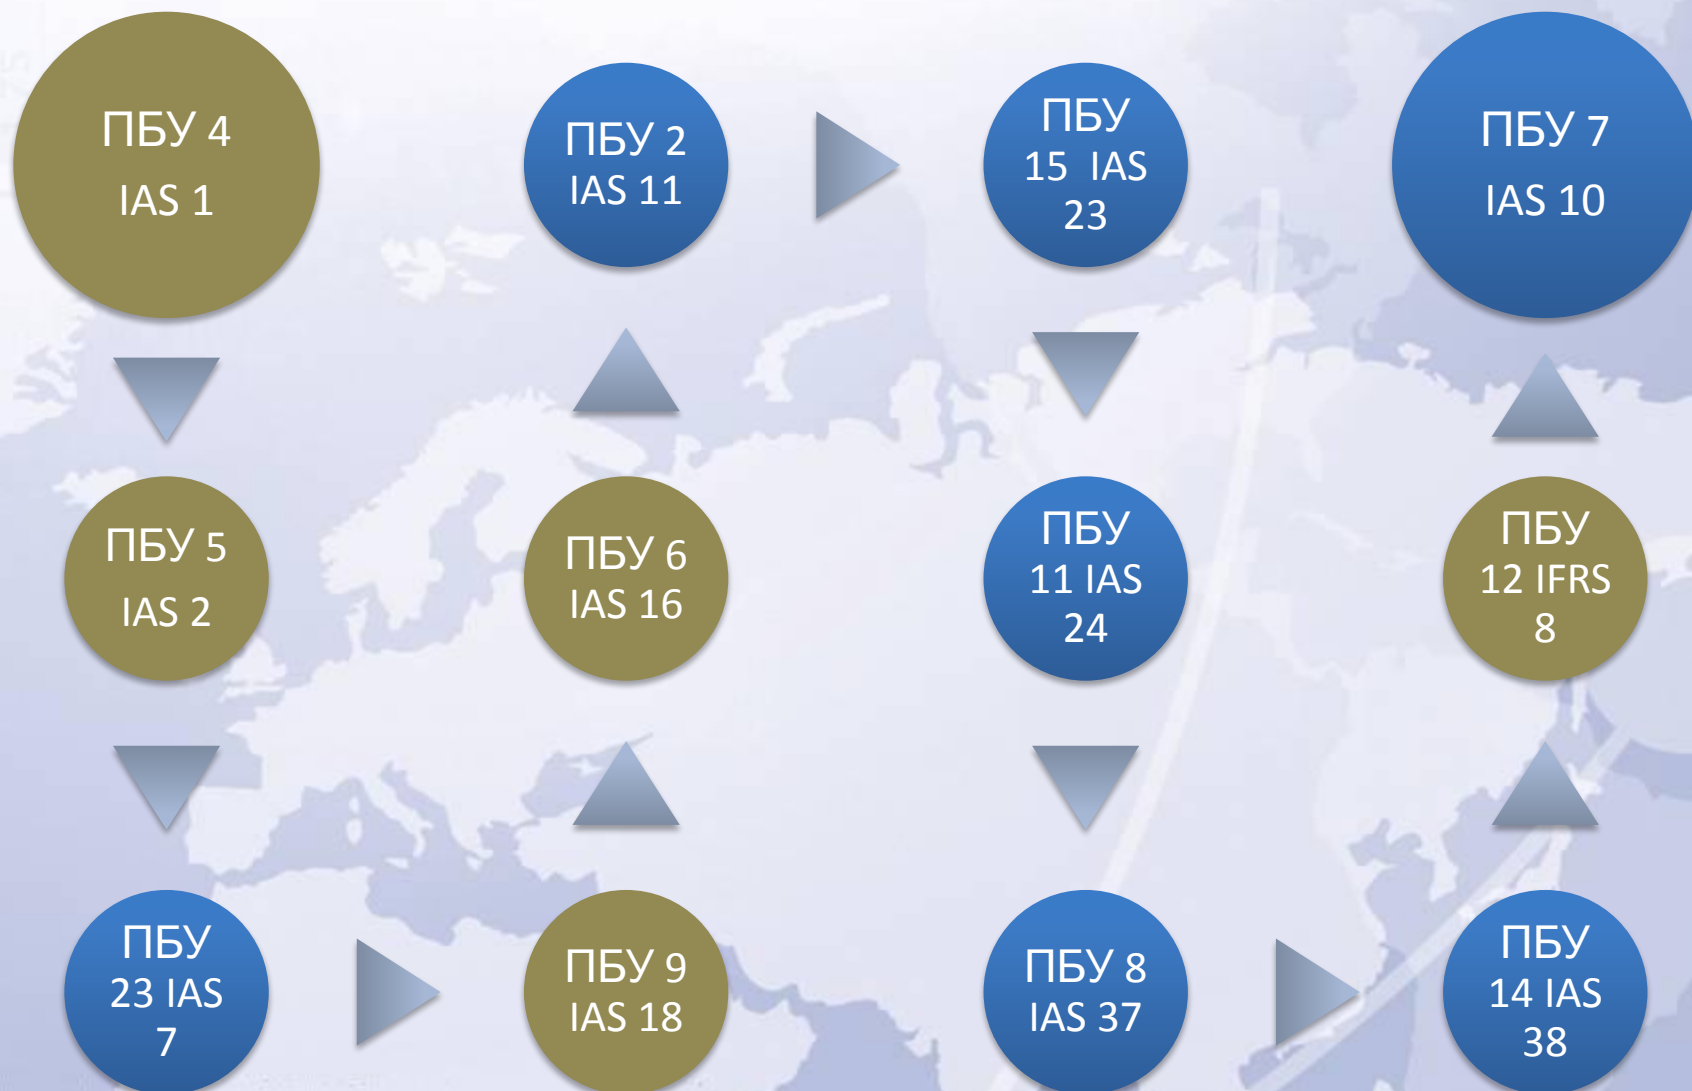 ПБУ 4
IAS 1
ПБУ 5
IAS 2
ПБУ
23 IAS
7
ПБУ 9
IAS 18
ПБУ 6
IAS 16
ПБУ 2
IAS 11
ПБУ
15 IAS
23
ПБУ
11 IAS
24
ПБУ 8
IAS 37
ПБУ
14 IAS
38
ПБУ
12 IFRS
8
ПБУ 7
IAS 10